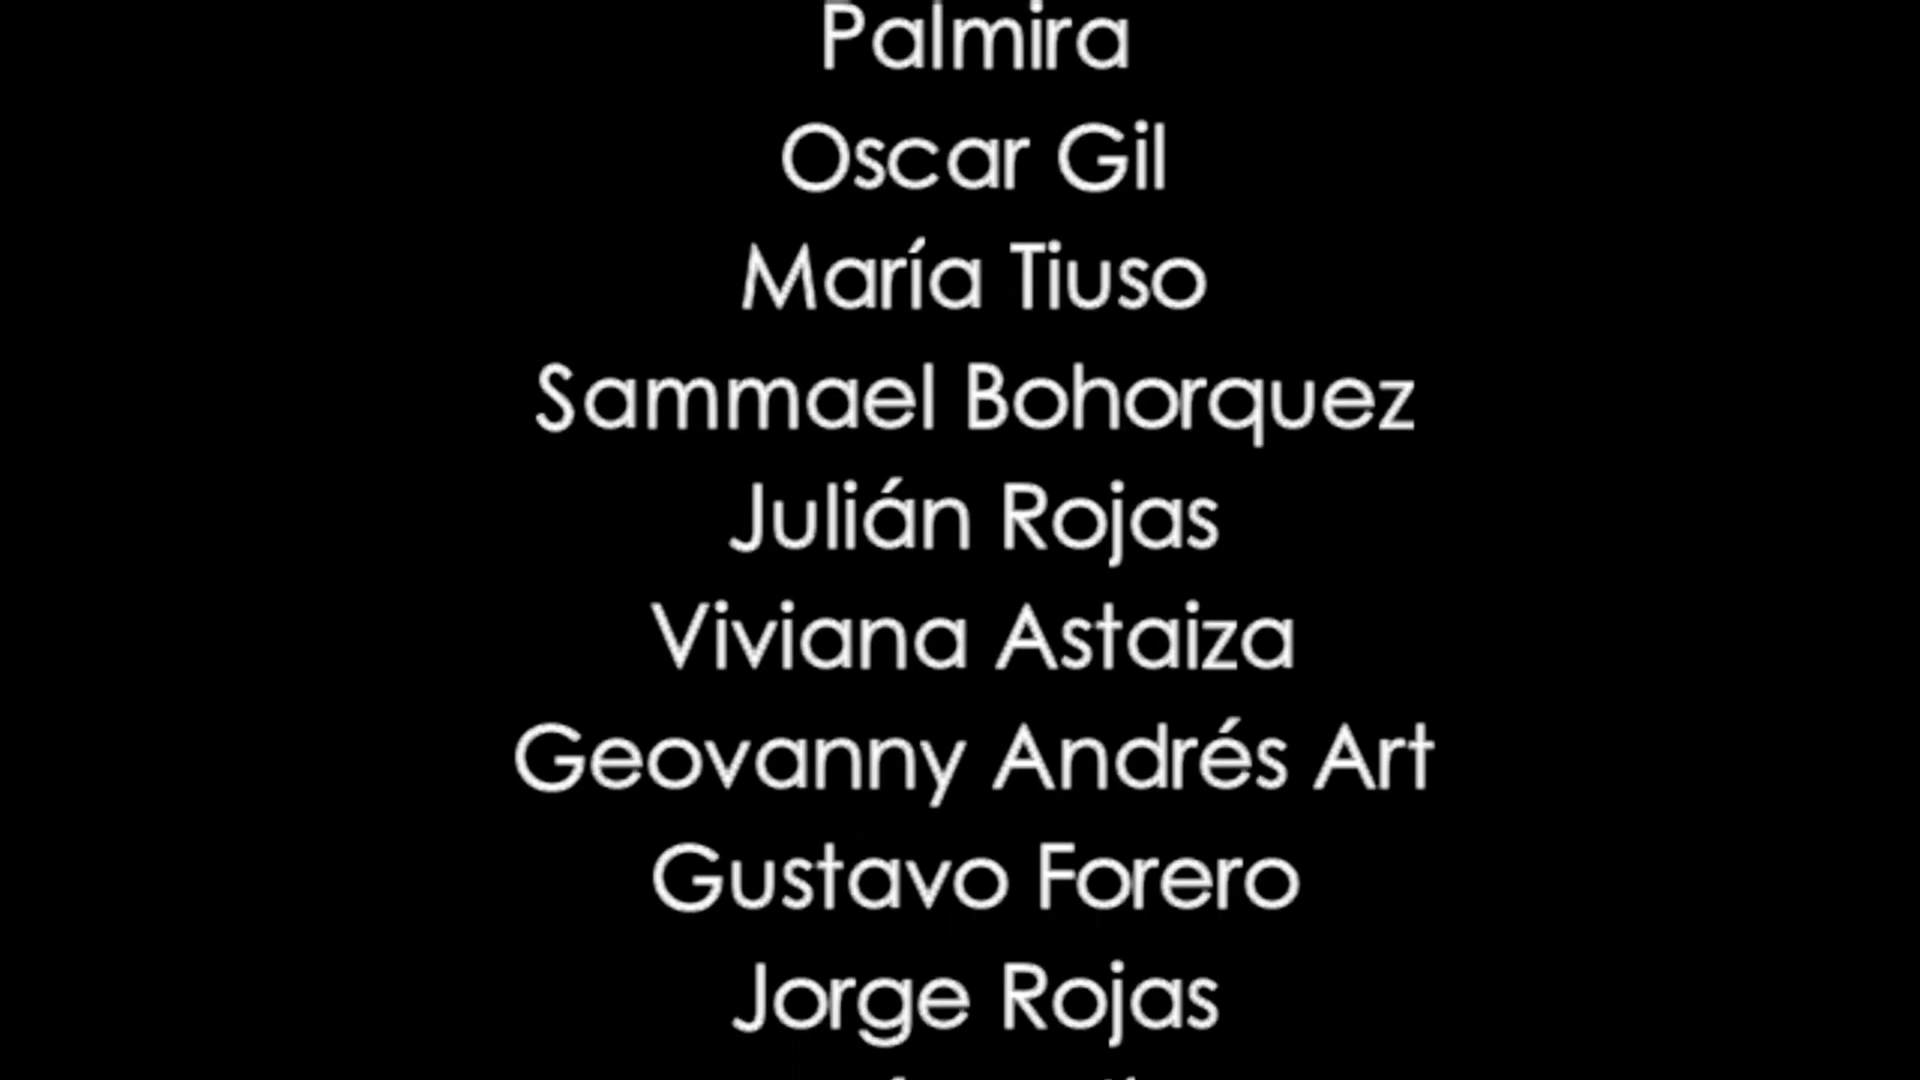 Palmira
Oscar Gil
María Tiuso
Sammael Bohorquez
Julián Rojas
Viviana Astaiza
Geovanny Andrés Art
Gustavo Forero
Jorge Rojas